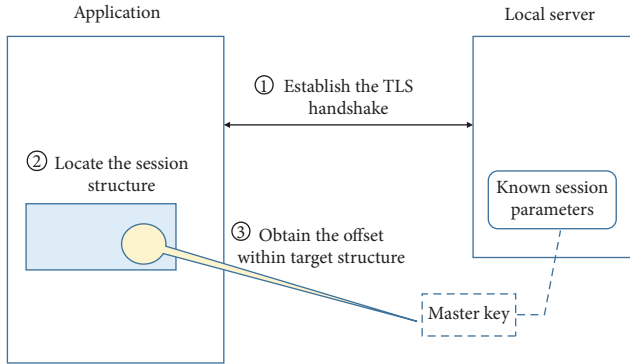 Application
Local server
① Establish the TLS
handshake
② Locate the session
structure
Known session
parameters
③ Obtain the offset
within target structure
Master key